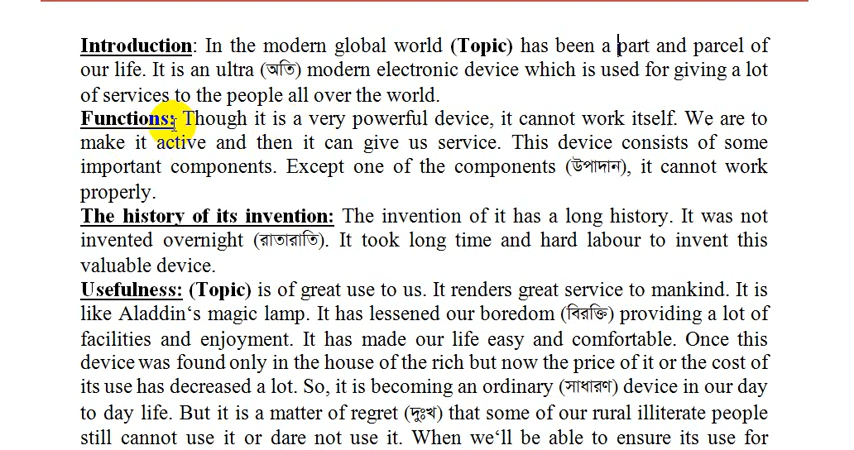 Introduction: In the modern global world (Topic) has been a part and parcel of
our life. It is an ultra (অতি) modern electronic device which is used for giving a lot
of services to the people all over the world.
Functions: Though it is a very powerful device, it cannot work itself. We are to
make it active and then it can give us service. This device consists of some
important components. Except one of the components (উপাদান), it cannot work
properly.
The history of its invention: The invention of it has a long history. It was not
invented overnight (রাতারাতি). It took long time and hard labour to invent this
valuable device.
Usefulness: (Topic) is of great use to us. It renders great service to mankind. It is
like Aladdin‘s magic lamp. It has lessened our boredom (বিরক্তি) providing a lot of
facilities and enjoyment. It has made our life easy and comfortable. Once this
device was found only in the house of the rich but now the price of it or the cost of
its use has decreased a lot. So, it is becoming an ordinary (সাধারণ) device in our day
to day life. But it is a matter of regret (দুঃখ) that some of our rural illiterate people
still cannot use it or dare not use it. When we‘ll be able to ensure its use for